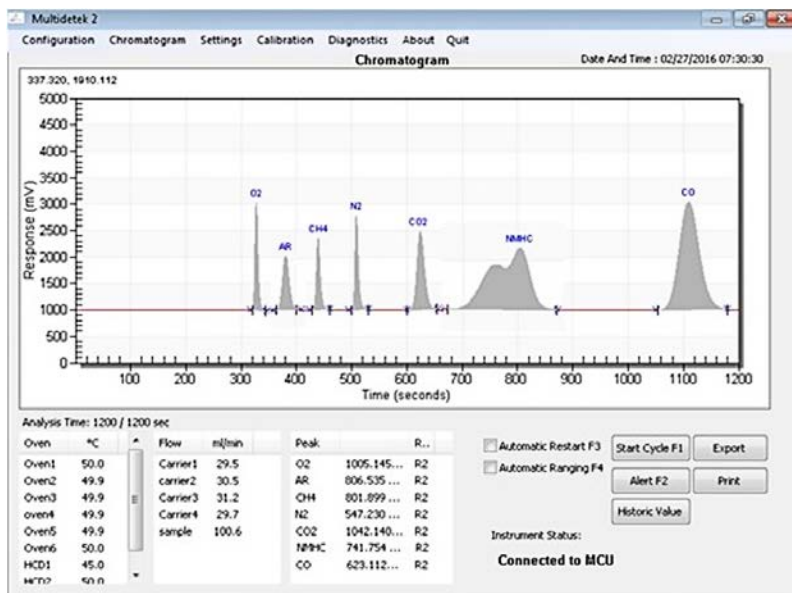 Multidetek 2
Configuration Chromatogram Settings Calibration Diagnostics About Quit
Chromatogram Date And Time : 02/27/2016 07:30:30
337.320, 1910.112
5000
4500
4000
3500
3000
2500
2000
1500
1000
500
0
Response (mV)
O2 AR CH4 N2 CO2 NMHC CO
100 200 300 400 500 600 700 800 900 1000 1100 1200
Time (seconds)
Analysis Time: 1200 / 1200 sec
Oven °C
Oven1 50.0
Oven2 49.9
Oven3 49.9
oven4 49.9
Oven5 49.9
Oven6 50.0
HCD1 45.0
HCD2 50.0
Flow ml/min
Carrier1 29.5
carrier2 30.5
Carrier3 31.2
Carrier4 29.7
sample 100.6
Peak R..
O2 1005.145... R2
AR 806.535 ... R2
CH4 801.899 ... R2
N2 547.230 ... R2
CO2 1042.140... R2
NMHC 741.754 ... R2
CO 623.112... R2
Automatic Restart F3
Automatic Ranging F4
Start Cycle F1 Export
Alert F2 Print
Historic Value
Instrument Status:
Connected to MCU